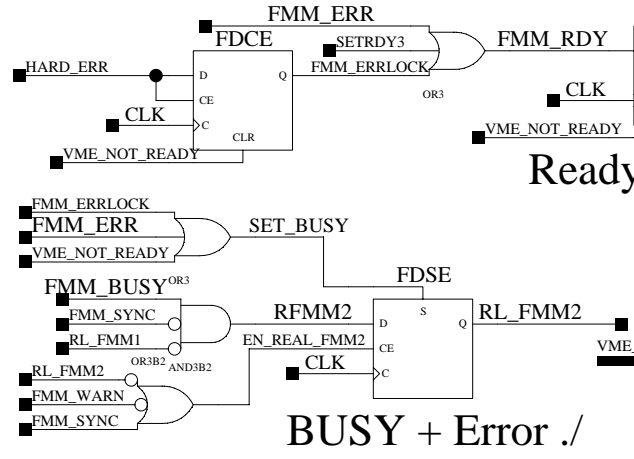 FMM_ERR
FDCE
SETRDY3
FMM_RDY
HARD_ERR
D
Q
FMM_ERRLOCK
CE
OR3
CLK
CLK
C
CLR
VME_NOT_READY
VME_NOT_READY
Ready
FMM_ERRLOCK
FMM_ERR
SET_BUSY
VME_NOT_READY
FDSE
FMM_BUSY
OR3
S
FMM_SYNC
RFMM2
D
Q
RL_FMM2
RL_FMM1
EN_REAL_FMM2
CE
VME_
OR3B2
AND3B2
CLK
C
RL_FMM2
FMM_WARN
FMM_SYNC
BUSY + Error ./